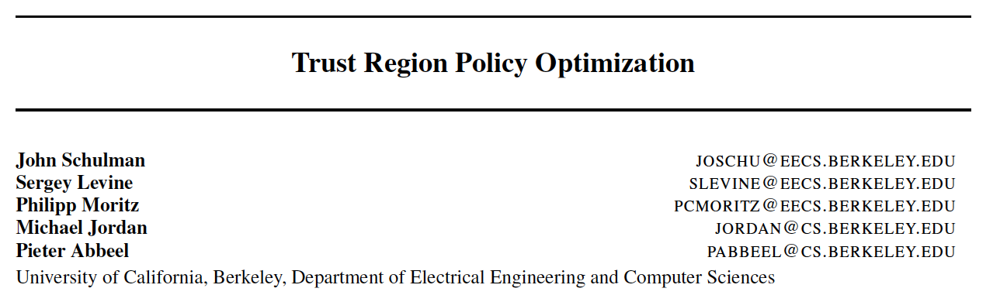 Trust Region Policy Optimization
John Schulman JOSCHU@EECS.BERKELEY.EDU
Sergey Levine SLEVINE@EECS.BERKELEY.EDU
Philipp Moritz PCMORITZ@EECS.BERKELEY.EDU
Michael Jordan JORDAN@CS.BERKELEY.EDU
Pieter Abbeel PABBEEL@CS.BERKELEY.EDU
University of California, Berkeley, Department of Electrical Engineering and Computer Sciences